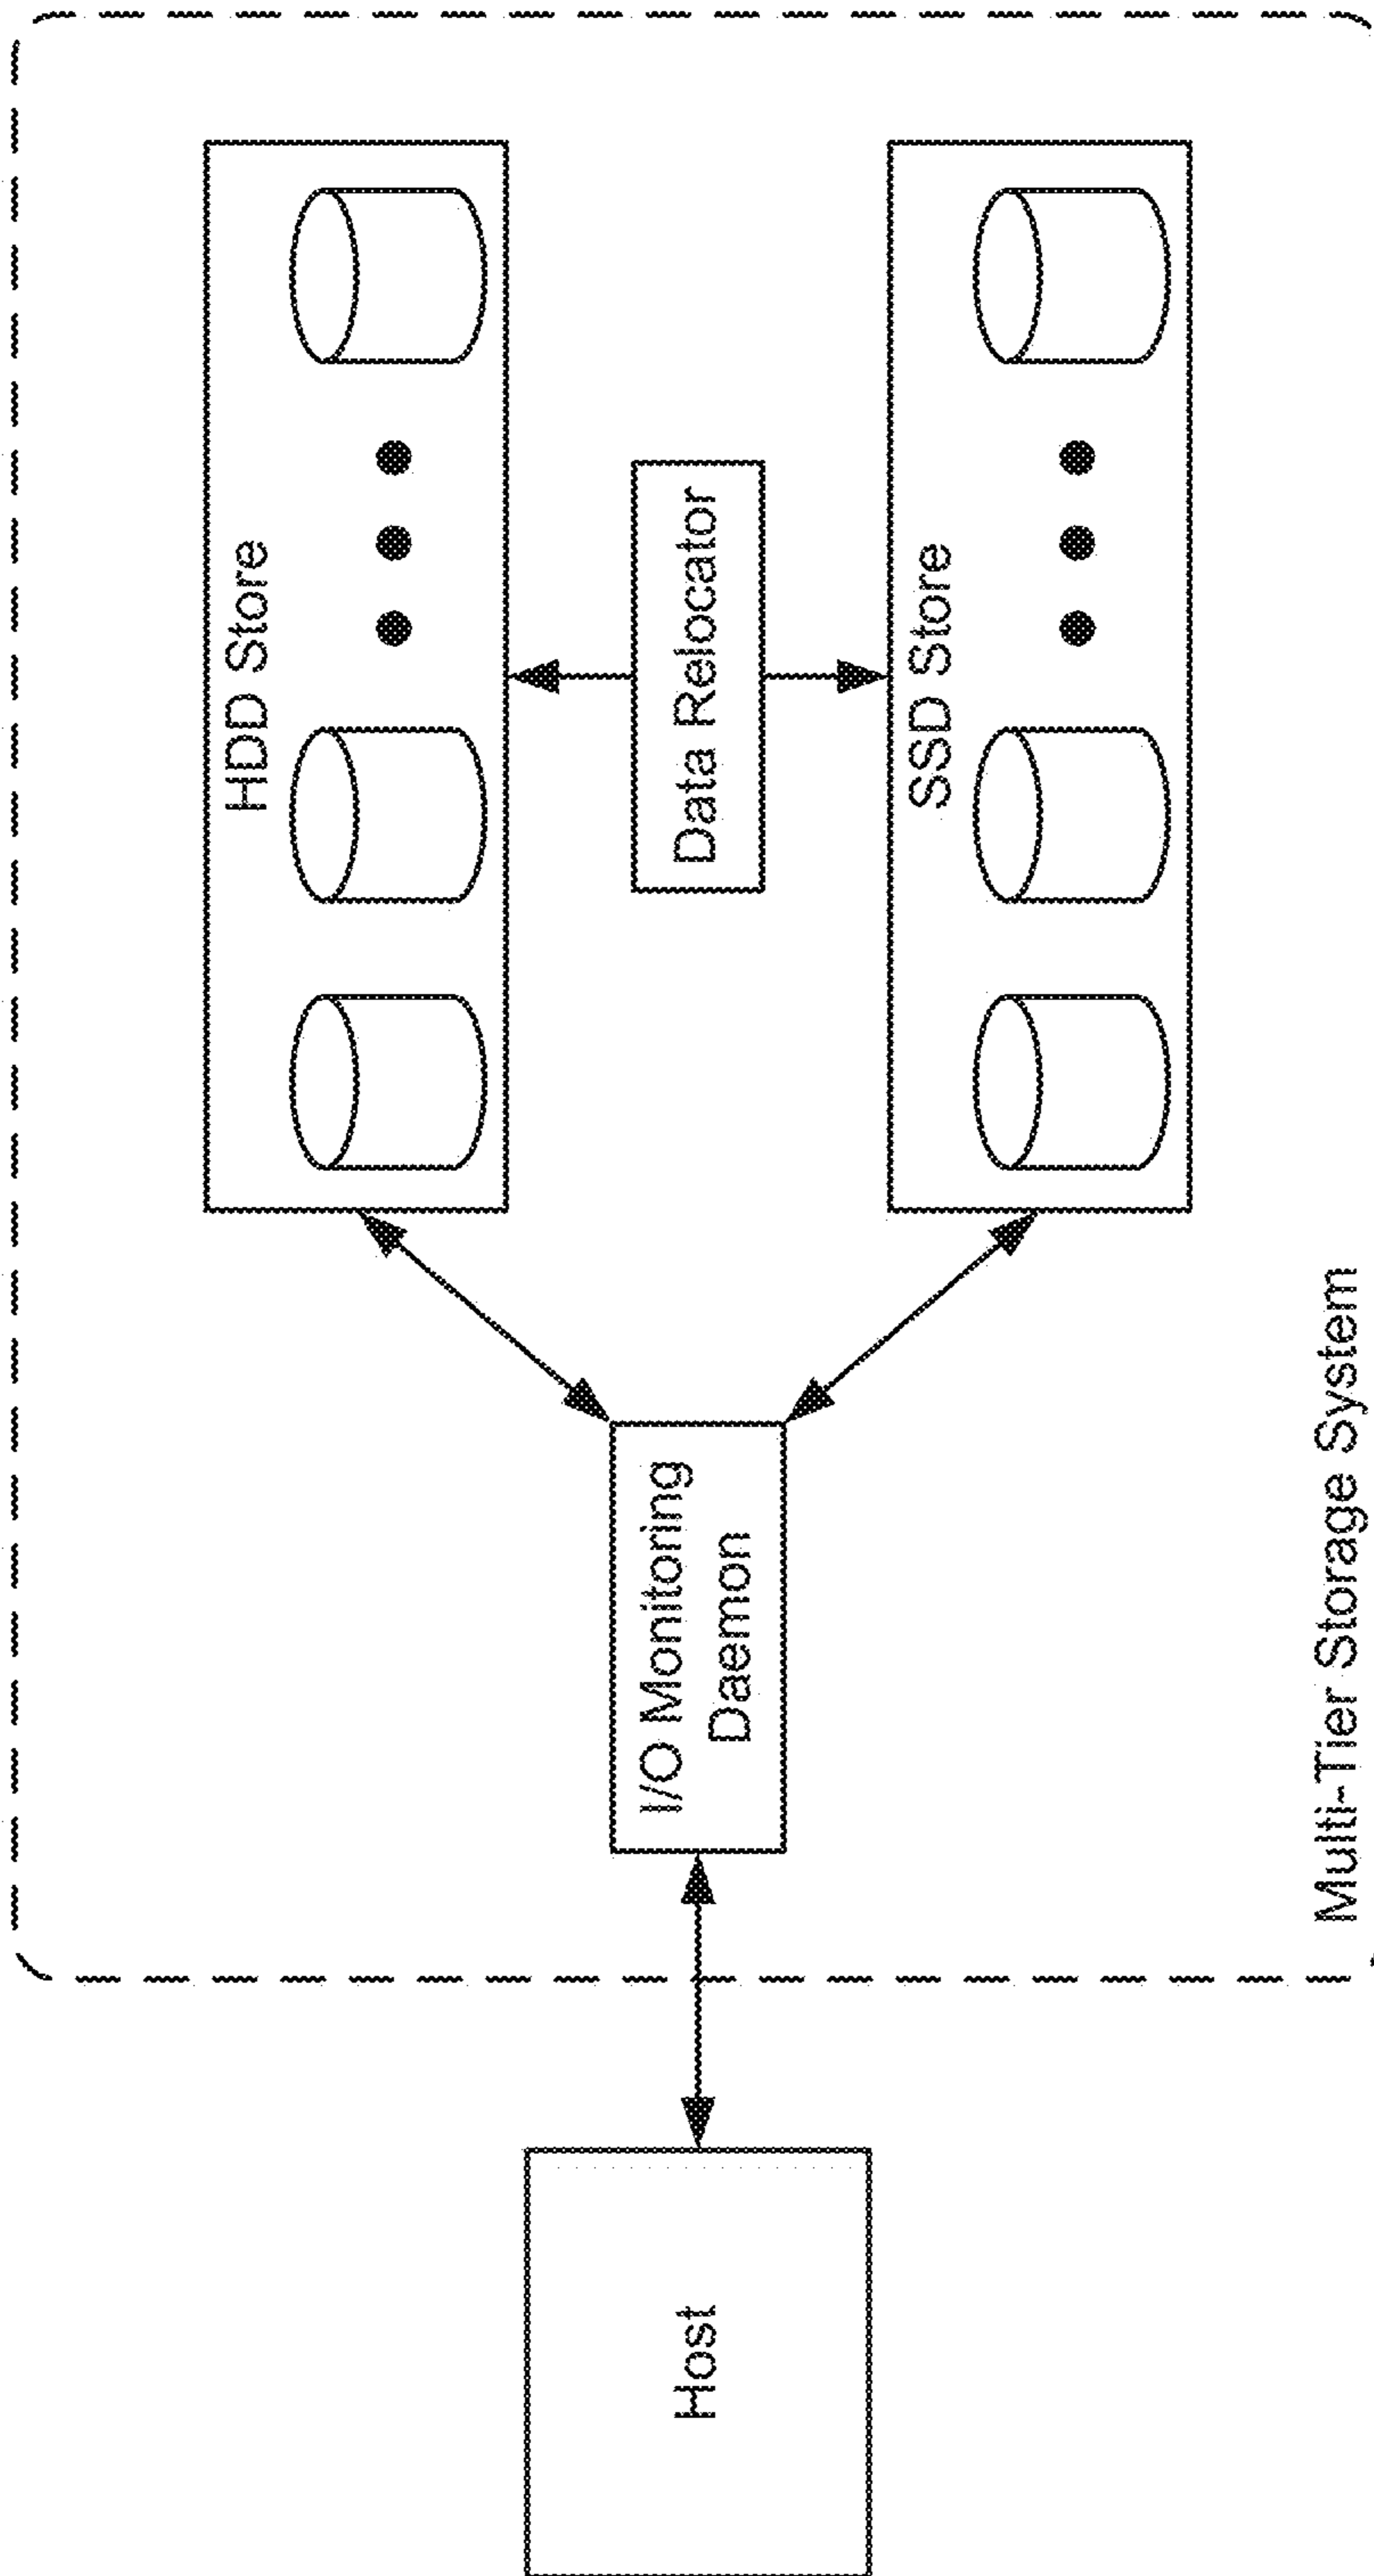 Host
I/O Monitoring
Daemon
HDD Store
Data Relocator
SSD Store
Multi-Tier Storage System